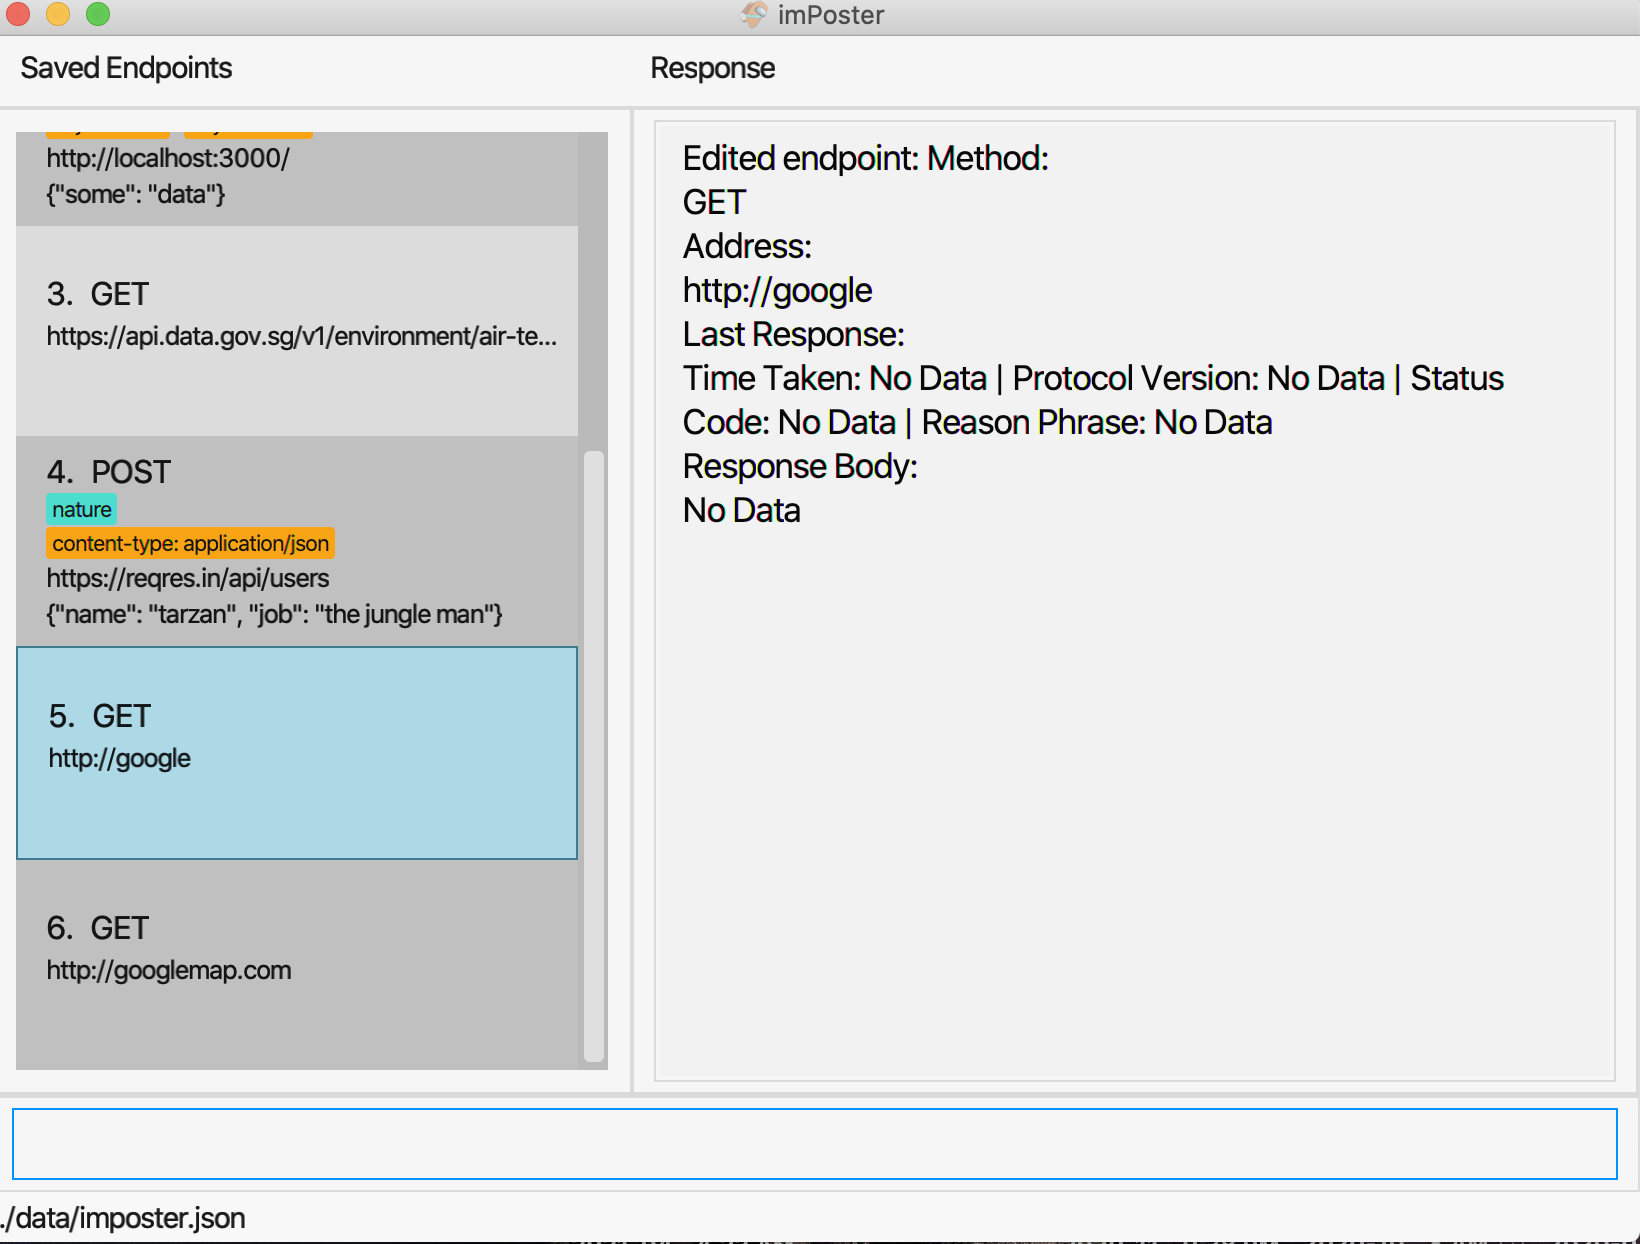 imPoster
Saved Endpoints
Response
http://localhost:3000/
{"some": "data"}
3. GET
https://api.data.gov.sg/v1/environment/air-te...
4. POST
nature
content-type: application/json
https://reqres.in/api/users
{"name": "tarzan", "job": "the jungle man"}
5. GET
http://google
6. GET
http://googlemap.com
Edited endpoint: Method:
GET
Address:
http://google
Last Response:
Time Taken: No Data | Protocol Version: No Data | Status
Code: No Data | Reason Phrase: No Data
Response Body:
No Data
./data/imposter.json